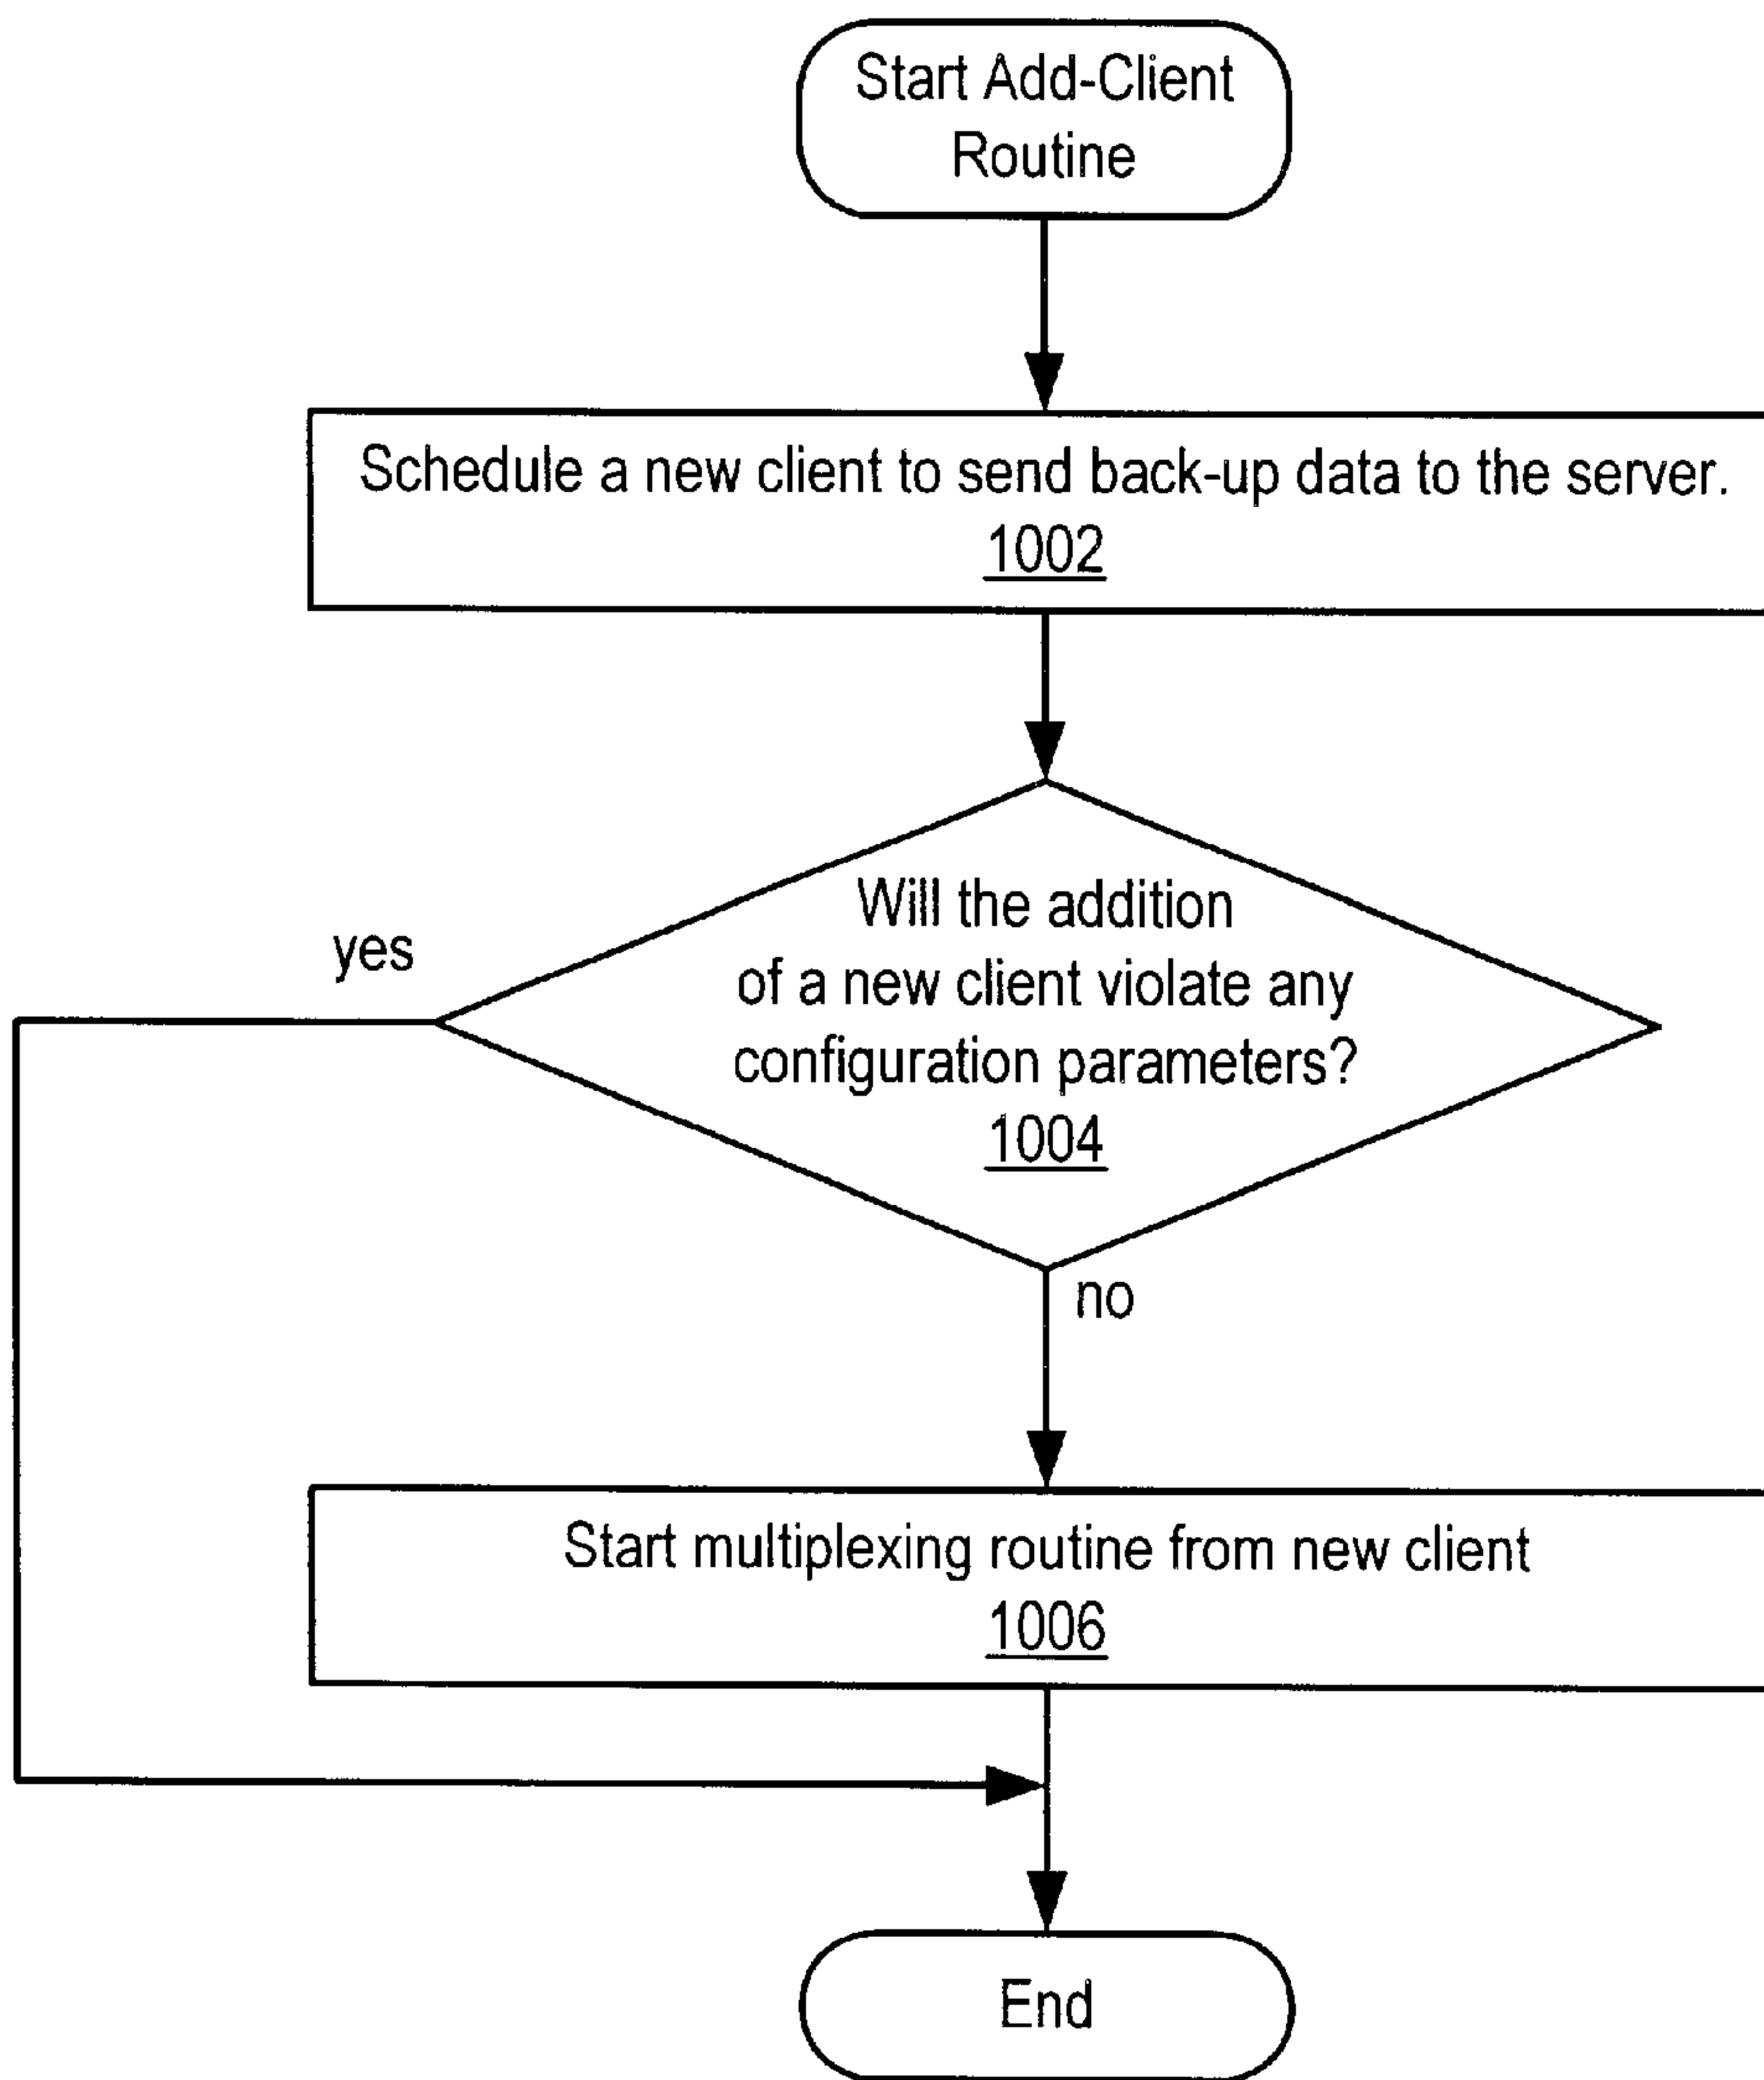 Start Add-Client
Routine
Schedule a new client to send back-up data to the server.
1002
Will the addition
of a new client violate any
configuration parameters?
1004
yes
no
Start multiplexing routine from new client
1006
End